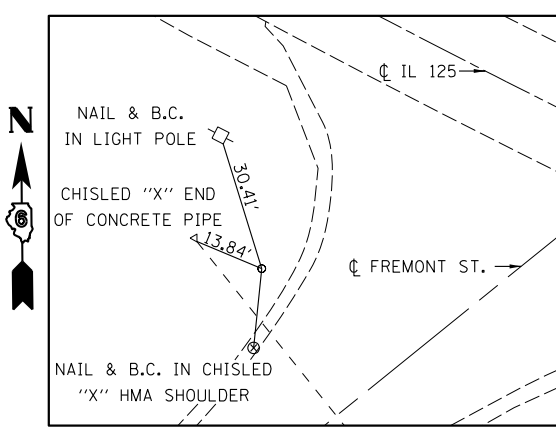 ℄ IL 125
N
6
NAIL & B.C.
IN LIGHT POLE
30.41'
CHISLED "X" END
OF CONCRETE PIPE
13.84'
℄ FREMONT ST.
NAIL & B.C. IN CHISLED
"X" HMA SHOULDER